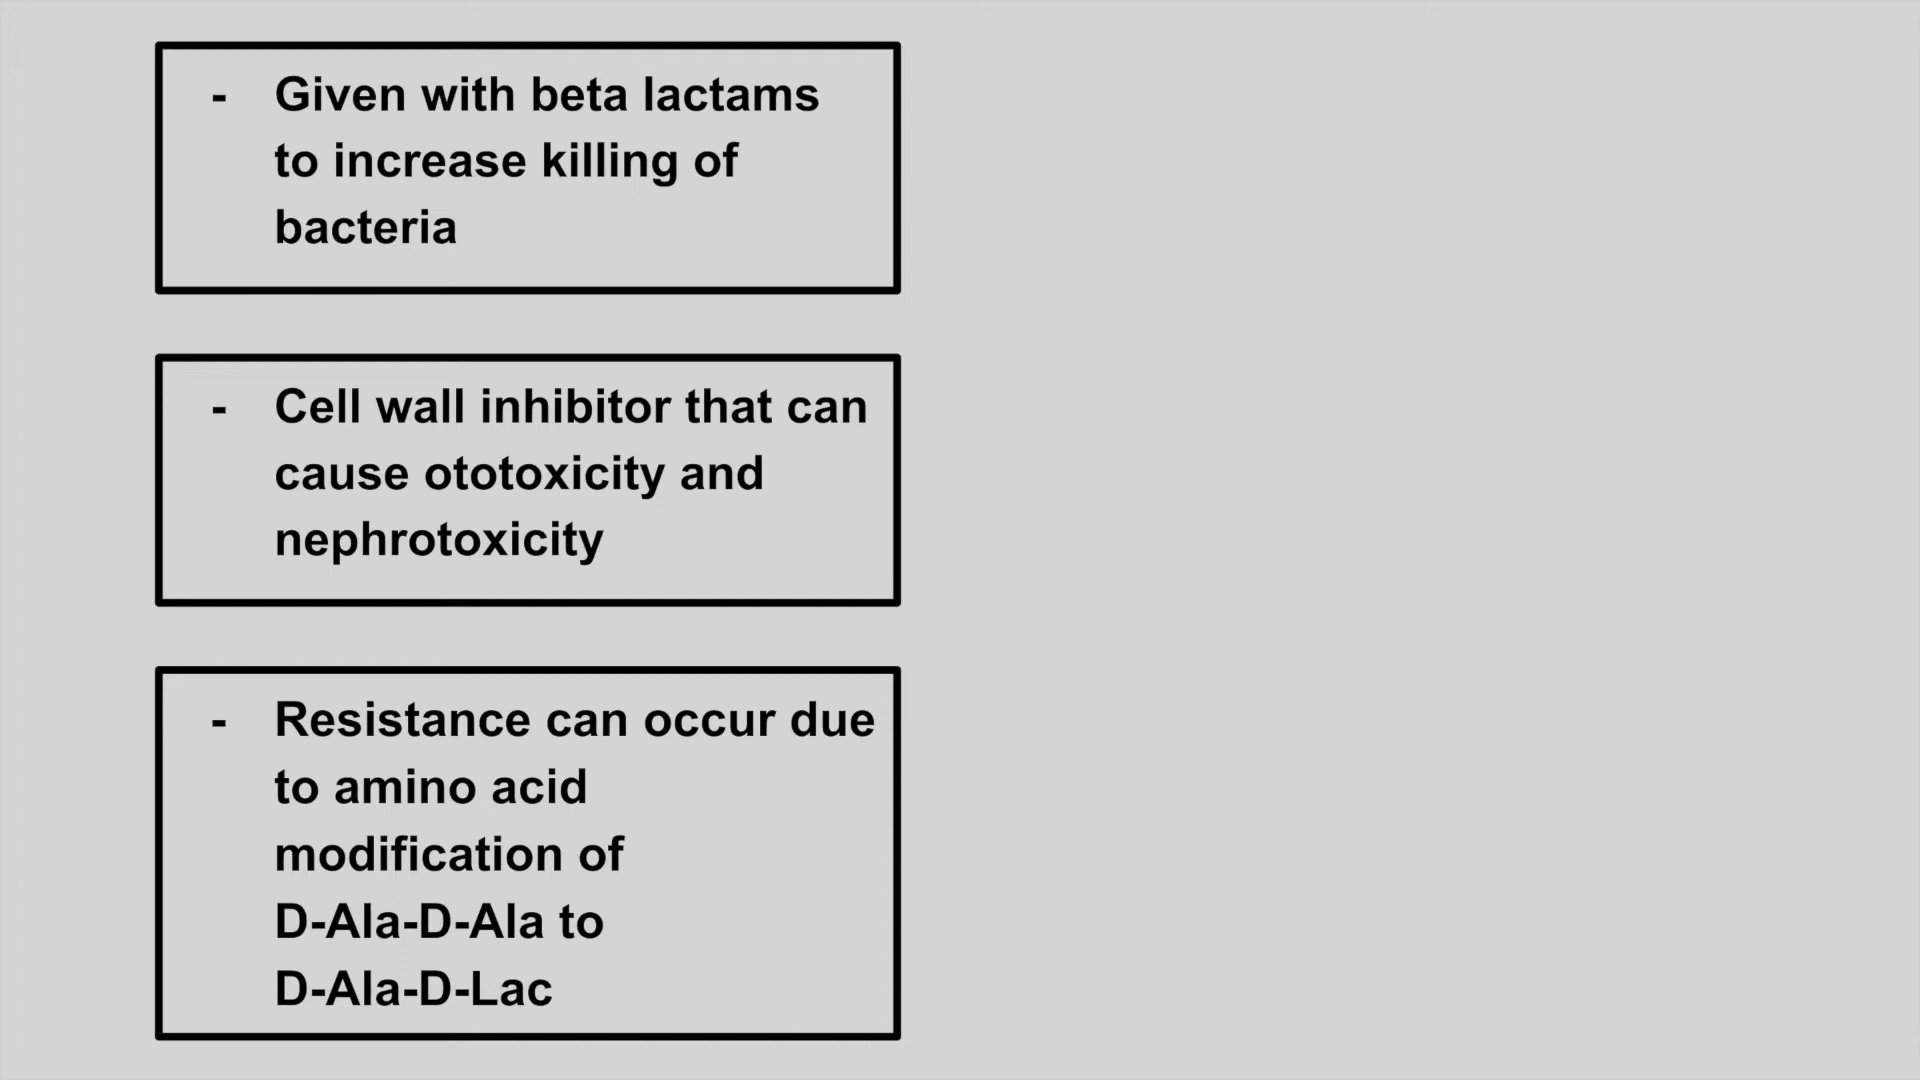 - Given with beta lactams
to increase killing of
bacteria
- Cell wall inhibitor that can
cause ototoxicity and
nephrotoxicity
- Resistance can occur due
to amino acid
modification of
D-Ala-D-Ala to
D-Ala-D-Lac